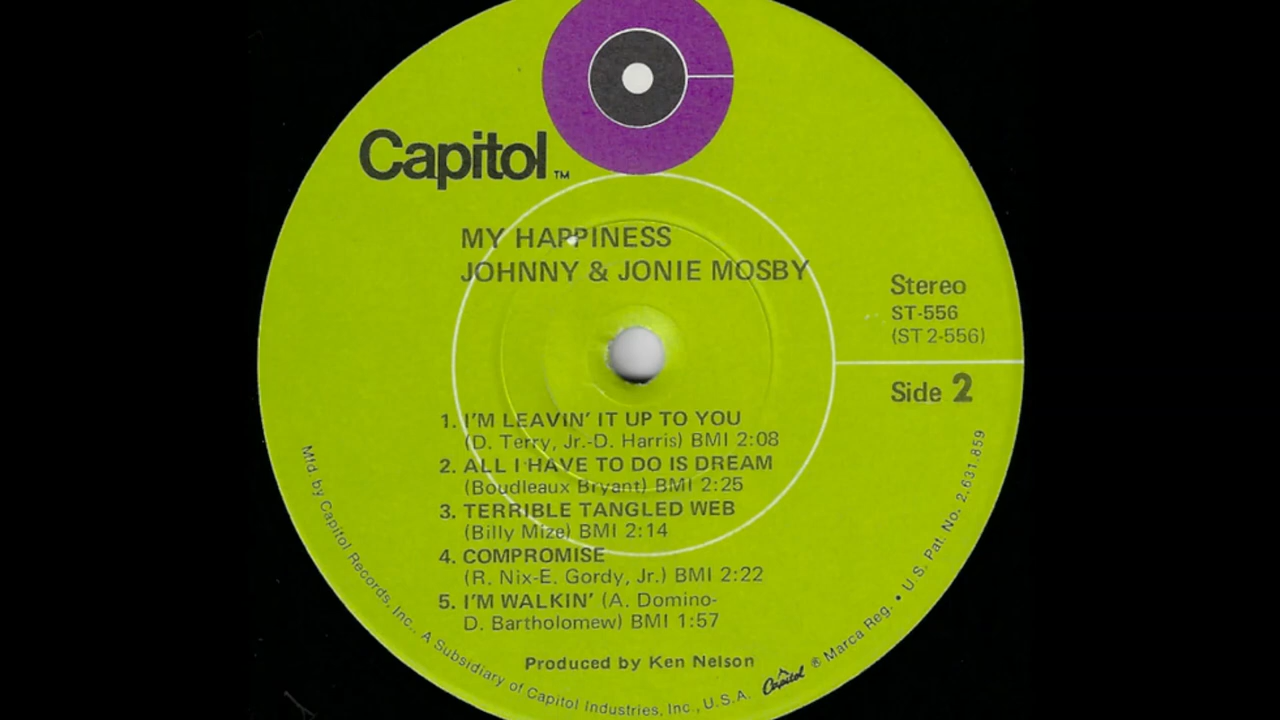 Capitol™
MY HAPPINESS
JOHNNY & JONIE MOSBY
Stereo
ST-556
(ST 2-556)
Side 2
1. I'M LEAVIN' IT UP TO YOU
(D. Terry, Jr.-D. Harris) BMI 2:08
2. ALL I HAVE TO DO IS DREAM
(Boudleaux Bryant) BMI 2:25
3. TERRIBLE TANGLED WEB
(Billy Mize) BMI 2:14
4. COMPROMISE
(R. Nix-E. Gordy, Jr.) BMI 2:22
5. I'M WALKIN' (A. Domino-
D. Bartholomew) BMI 1:57
Produced by Ken Nelson
Mfd. by Capitol Records, Inc., A Subsidiary of Capitol Industries, Inc., U.S.A. Capitol ® Marca Reg. • U.S. Pat. No. 2,631,859